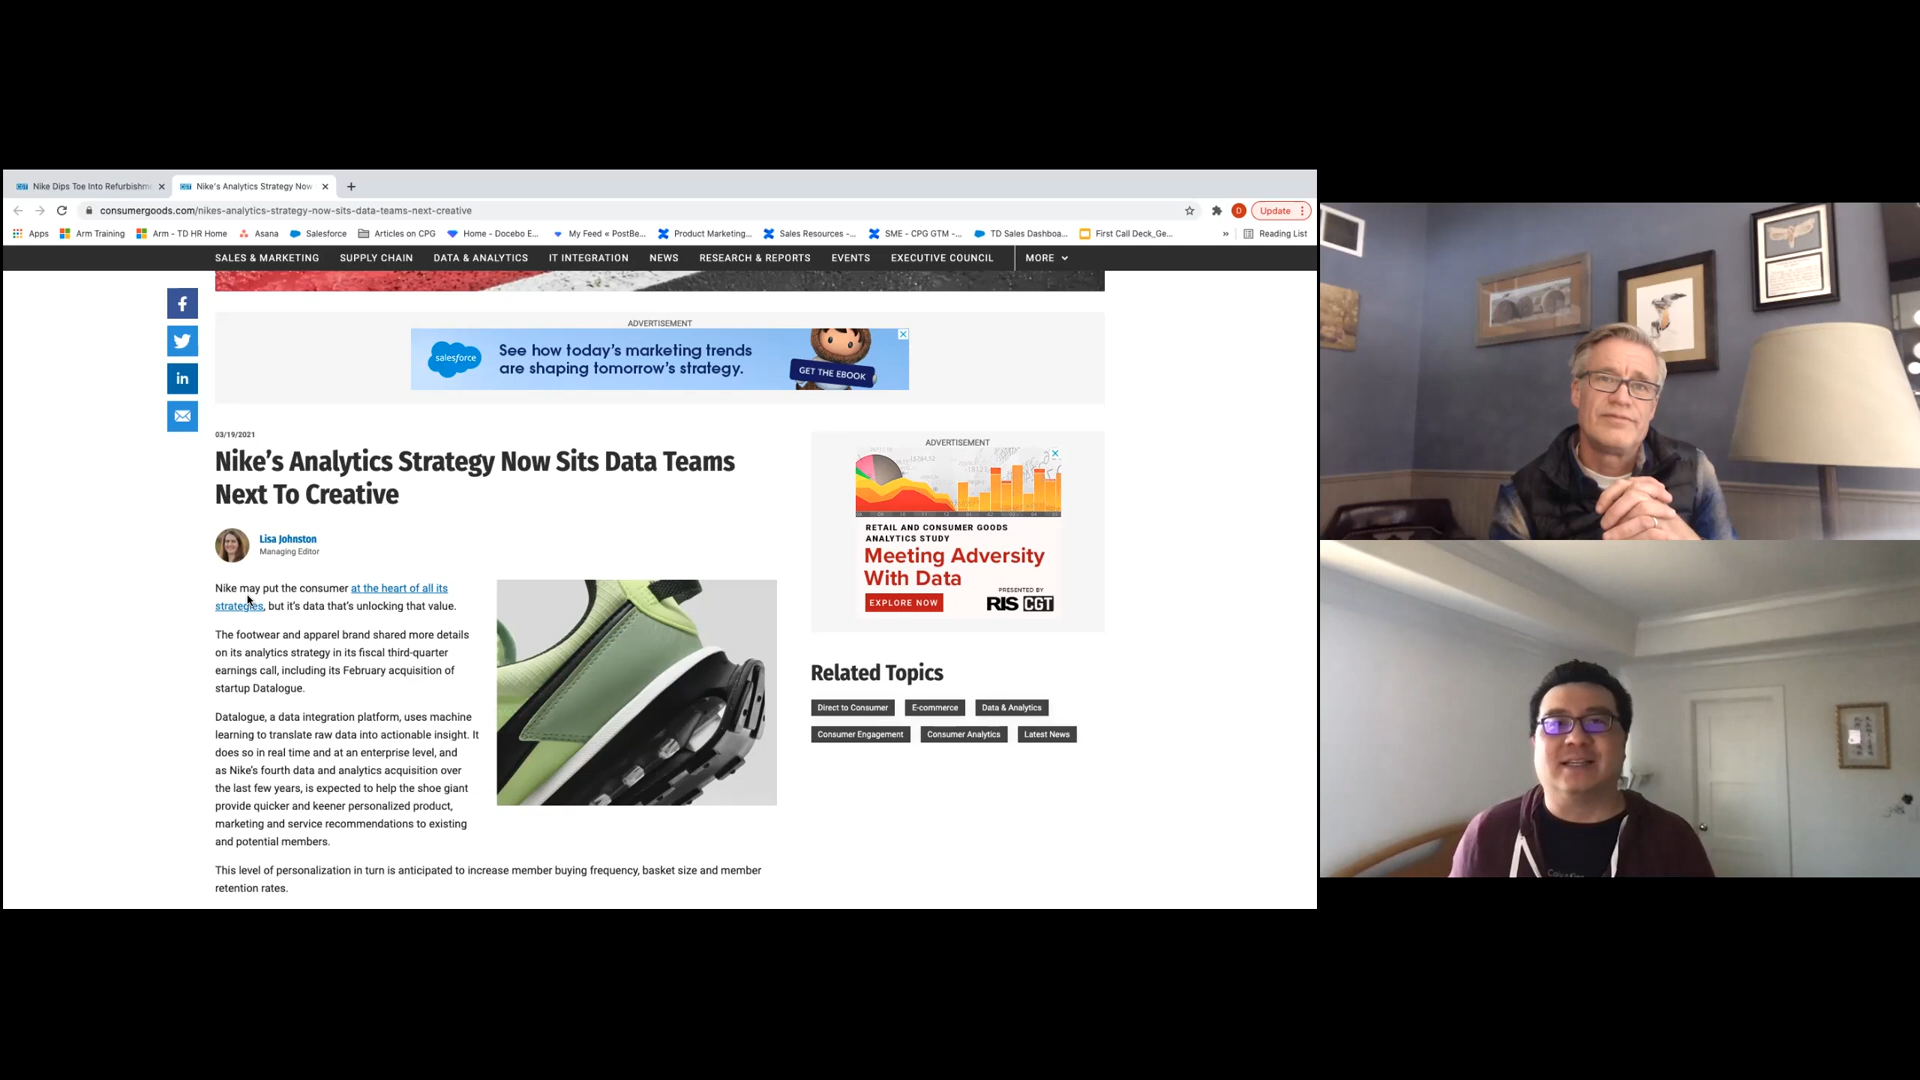 Nike Dips Toe Into Refurbishm
Nike's Analytics Strategy Now
consumergoods.com/nikes-analytics-strategy-now-sits-data-teams-next-creative
D
Update
Apps
Arm Training
Arm - TD HR Home
Asana
Salesforce
Articles on CPG
Home - Docebo E...
My Feed « PostBe...
Product Marketing...
Sales Resources -...
SME - CPG GTM -...
TD Sales Dashboa...
First Call Deck_Ge...
»
Reading List
SALES & MARKETING
SUPPLY CHAIN
DATA & ANALYTICS
IT INTEGRATION
NEWS
RESEARCH & REPORTS
EVENTS
EXECUTIVE COUNCIL
MORE
ADVERTISEMENT
salesforce
See how today's marketing trends
are shaping tomorrow's strategy.
GET THE EBOOK
03/19/2021
Nike's Analytics Strategy Now Sits Data Teams
Next To Creative
Lisa Johnston
Managing Editor
Nike may put the consumer at the heart of all its
strategies, but it's data that's unlocking that value.
The footwear and apparel brand shared more details
on its analytics strategy in its fiscal third-quarter
earnings call, including its February acquisition of
startup Datalogue.
Datalogue, a data integration platform, uses machine
learning to translate raw data into actionable insight. It
does so in real time and at an enterprise level, and
as Nike's fourth data and analytics acquisition over
the last few years, is expected to help the shoe giant
provide quicker and keener personalized product,
marketing and service recommendations to existing
and potential members.
This level of personalization in turn is anticipated to increase member buying frequency, basket size and member
retention rates.
ADVERTISEMENT
RETAIL AND CONSUMER GOODS
ANALYTICS STUDY
Meeting Adversity
With Data
EXPLORE NOW
PRESENTED BY
RIS CGT
Related Topics
Direct to Consumer
E-commerce
Data & Analytics
Consumer Engagement
Consumer Analytics
Latest News